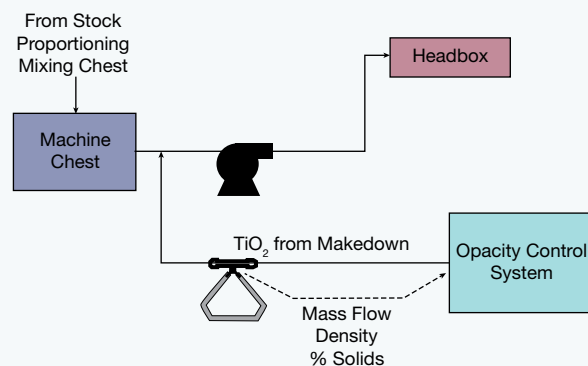 From Stock
Proportioning
Mixing Chest
Headbox
Machine
Chest
TiO₂ from Makedown
Opacity Control
System
Mass Flow
Density
% Solids